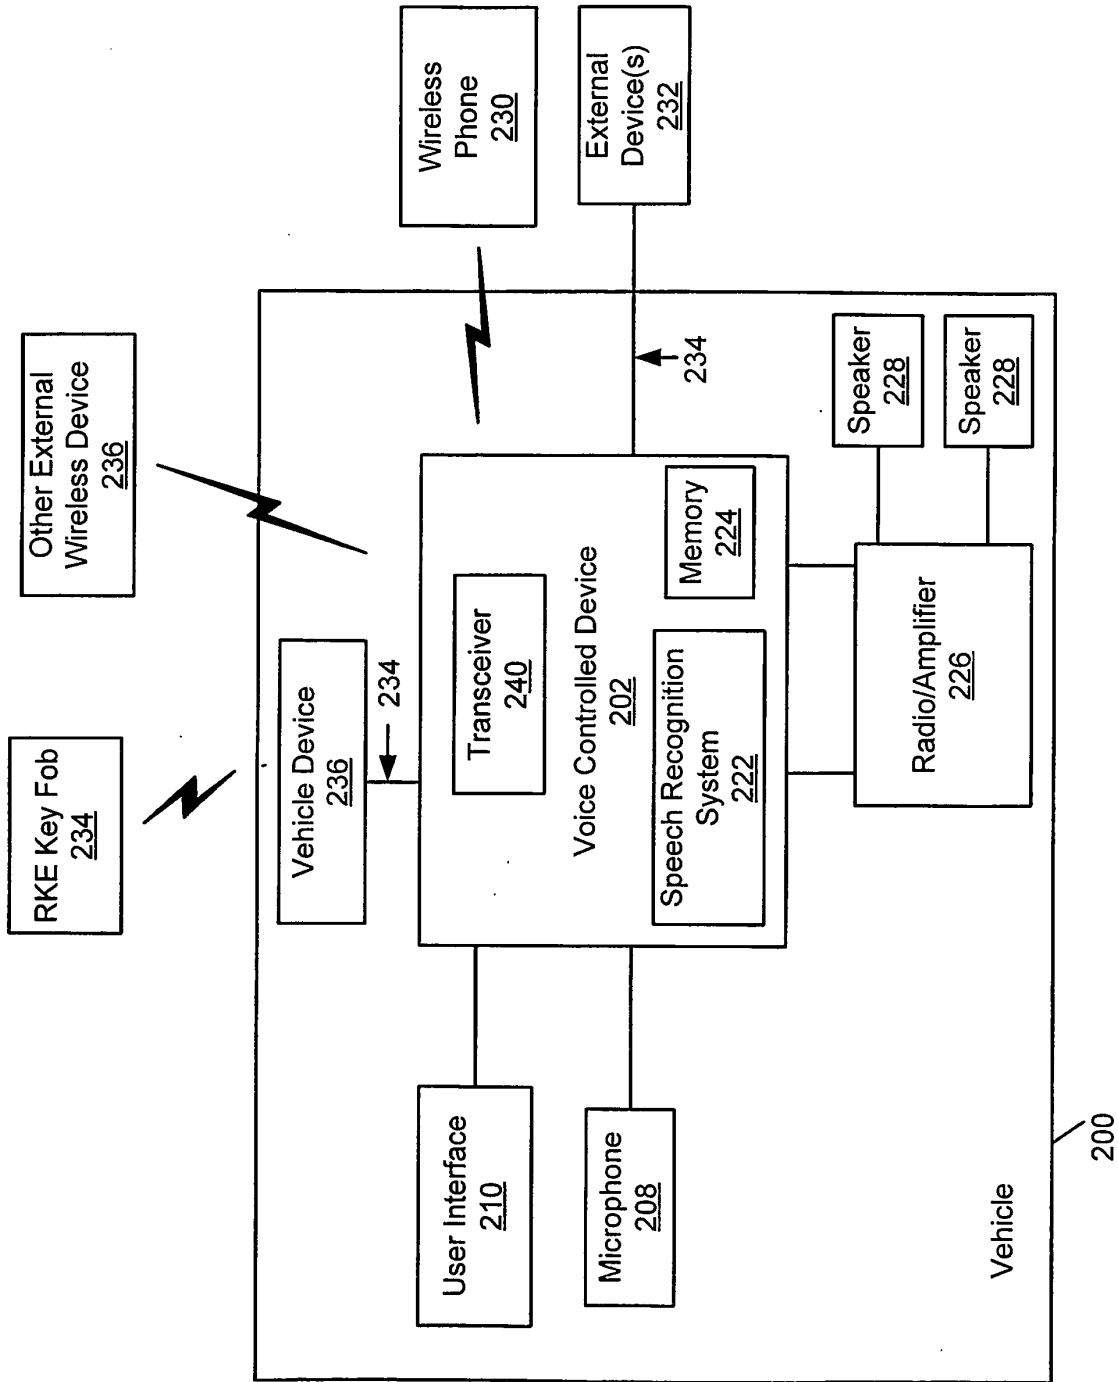 RKE Key Fob
234
Other External
Wireless Device
236
Wireless
Phone
230
External
Device(s)
232
Vehicle Device
236
234
Transceiver
240
Voice Controlled Device
202
Speech Recognition
System
222
Memory
224
234
User Interface
210
Microphone
208
Radio/Amplifier
226
Speaker
228
Speaker
228
Vehicle
200